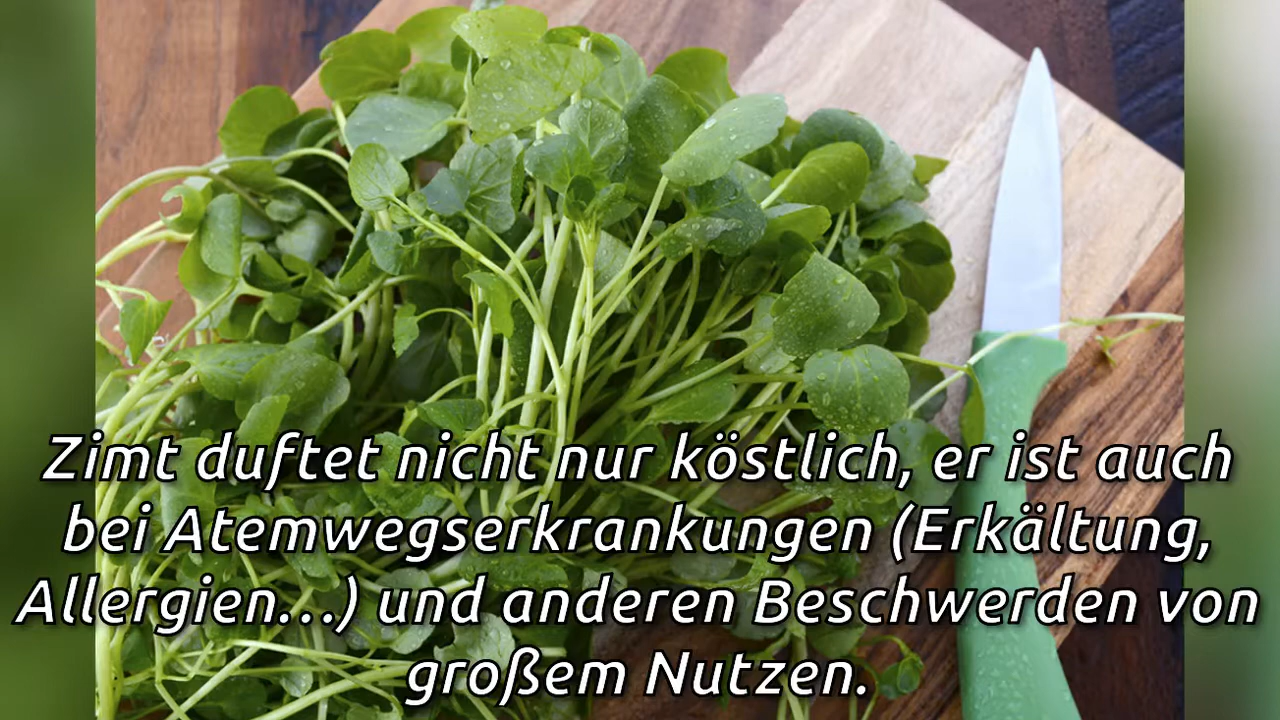 Zimt duftet nicht nur köstlich, er ist auch
bei Atemwegserkrankungen (Erkältung,
Allergien...) und anderen Beschwerden von
großem Nutzen.